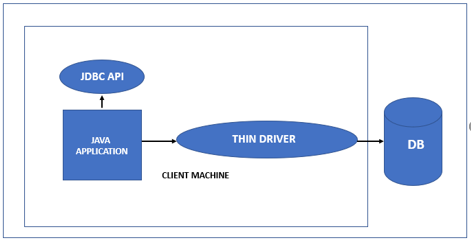 JDBC API
JAVA
APPLICATION
THIN DRIVER
DB
CLIENT MACHINE